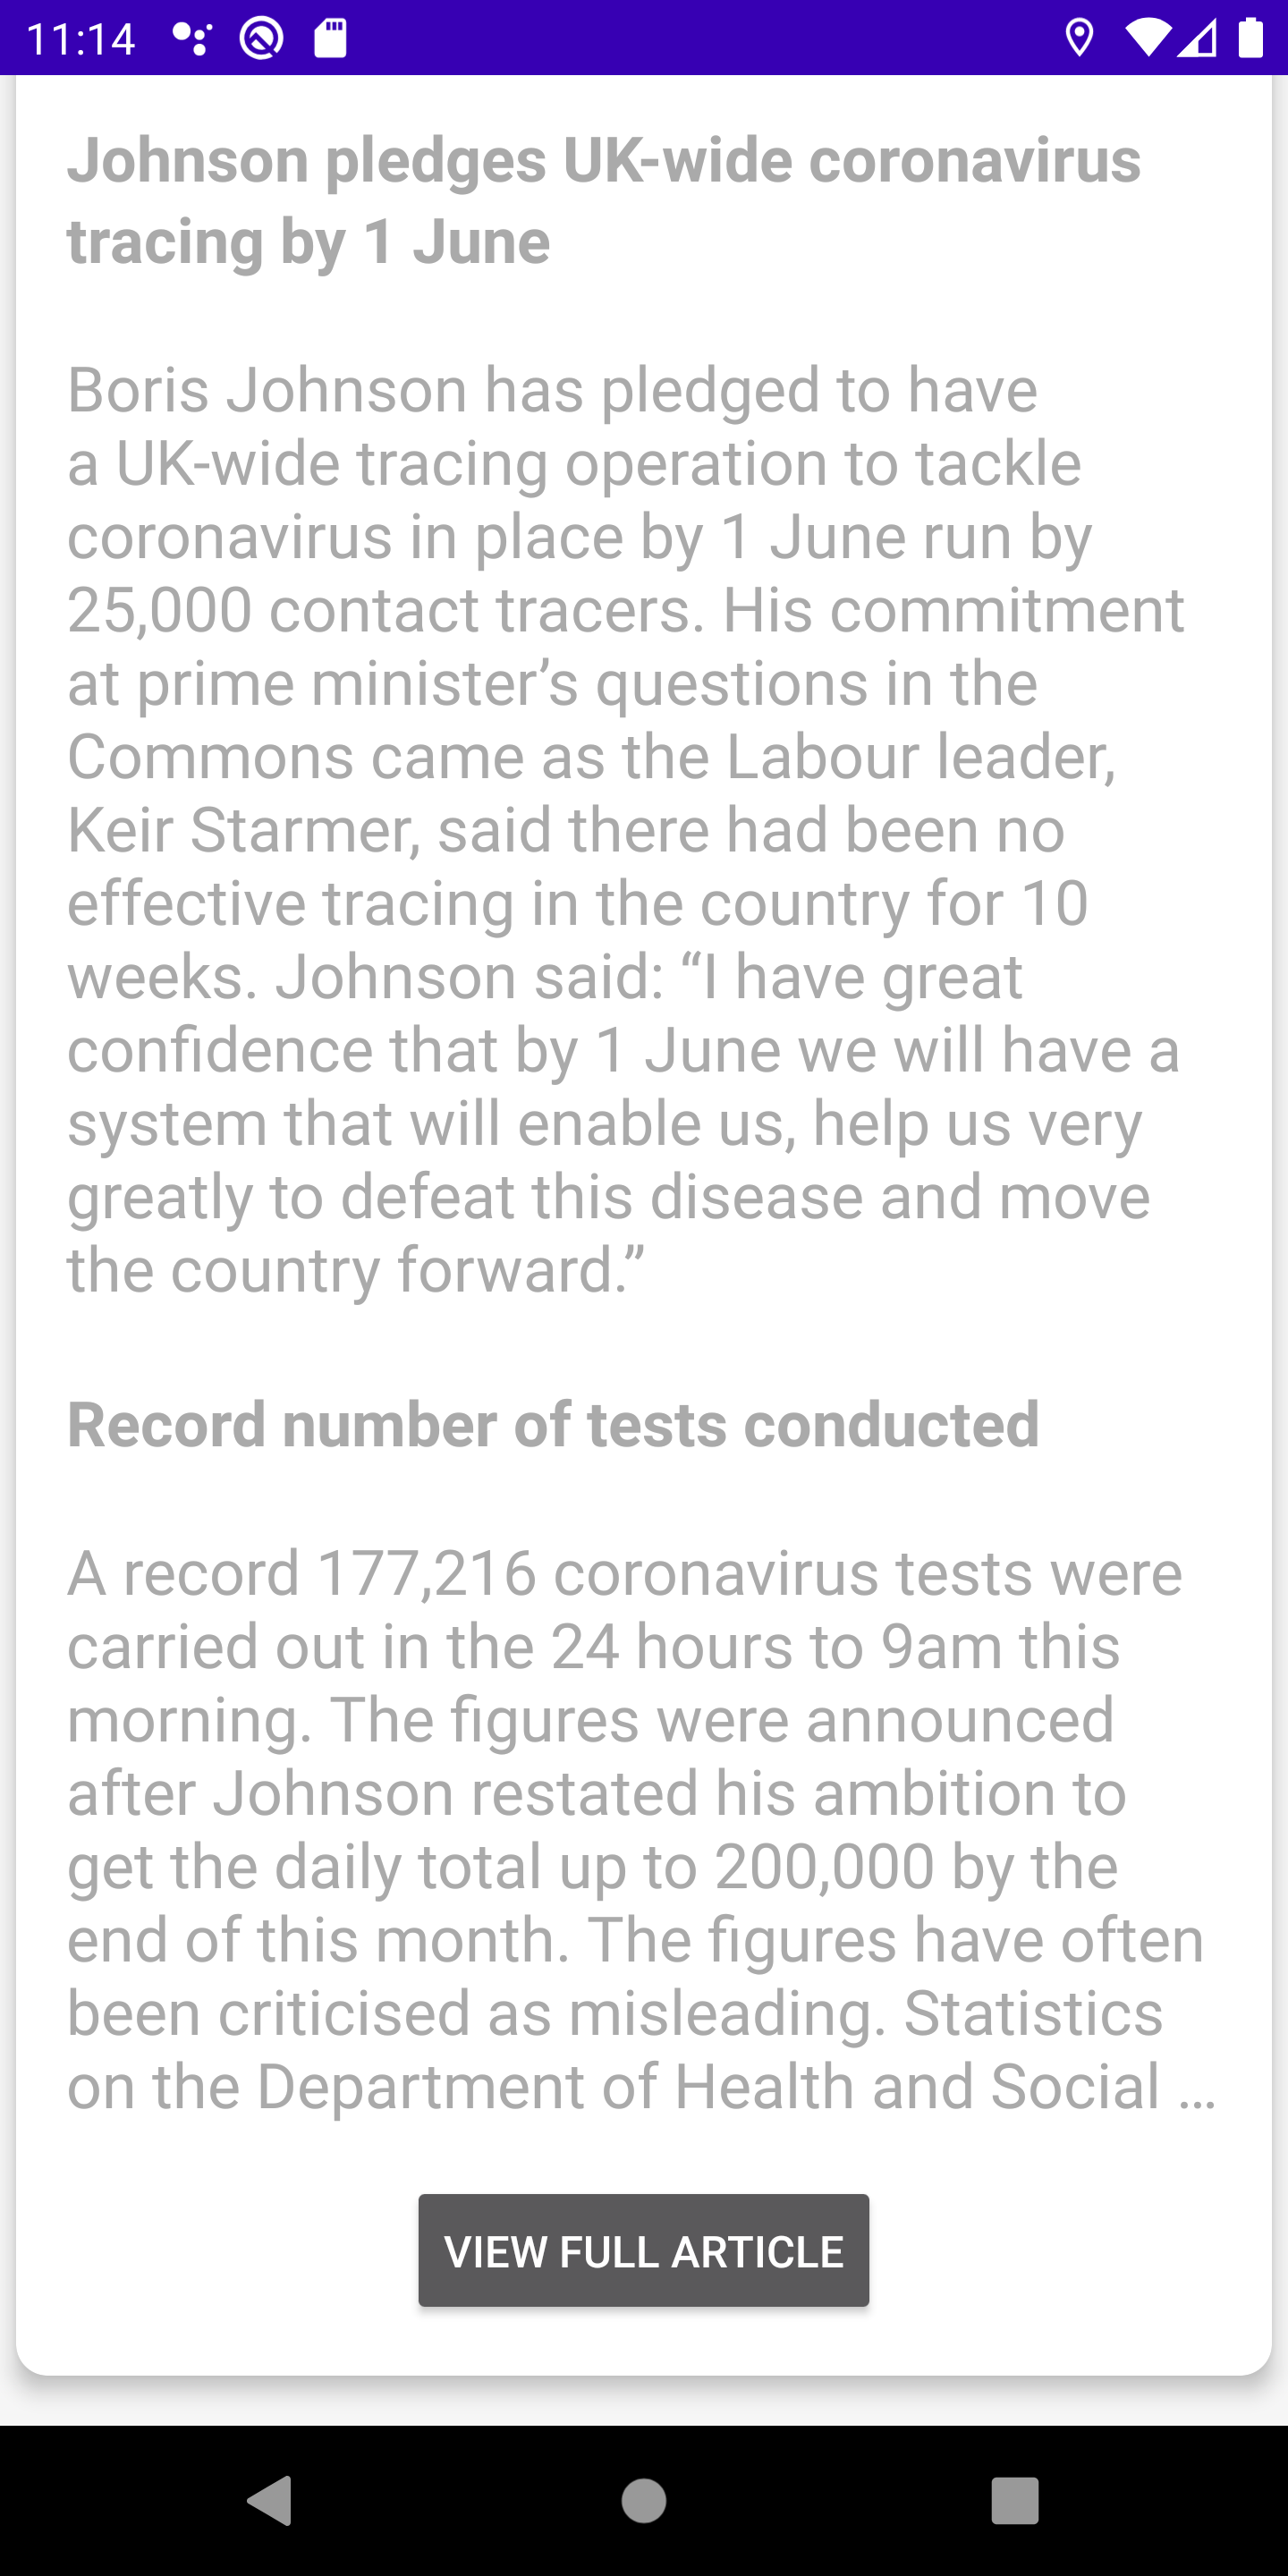 11:14
Johnson pledges UK-wide coronavirus
tracing by 1 June
Boris Johnson has pledged to have
a UK-wide tracing operation to tackle
coronavirus in place by 1 June run by
25,000 contact tracers. His commitment
at prime minister’s questions in the
Commons came as the Labour leader,
Keir Starmer, said there had been no
effective tracing in the country for 10
weeks. Johnson said: “I have great
confidence that by 1 June we will have a
system that will enable us, help us very
greatly to defeat this disease and move
the country forward.”
Record number of tests conducted
A record 177,216 coronavirus tests were
carried out in the 24 hours to 9am this
morning. The figures were announced
after Johnson restated his ambition to
get the daily total up to 200,000 by the
end of this month. The figures have often
been criticised as misleading. Statistics
on the Department of Health and Social …
VIEW FULL ARTICLE